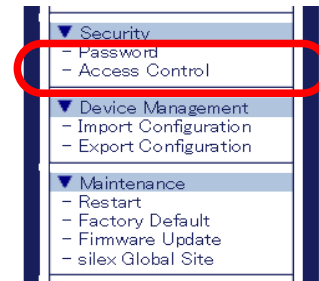 ▼ Security
- Password
- Access Control
▼ Device Management
- Import Configuration
- Export Configuration
▼ Maintenance
- Restart
- Factory Default
- Firmware Update
- silex Global Site